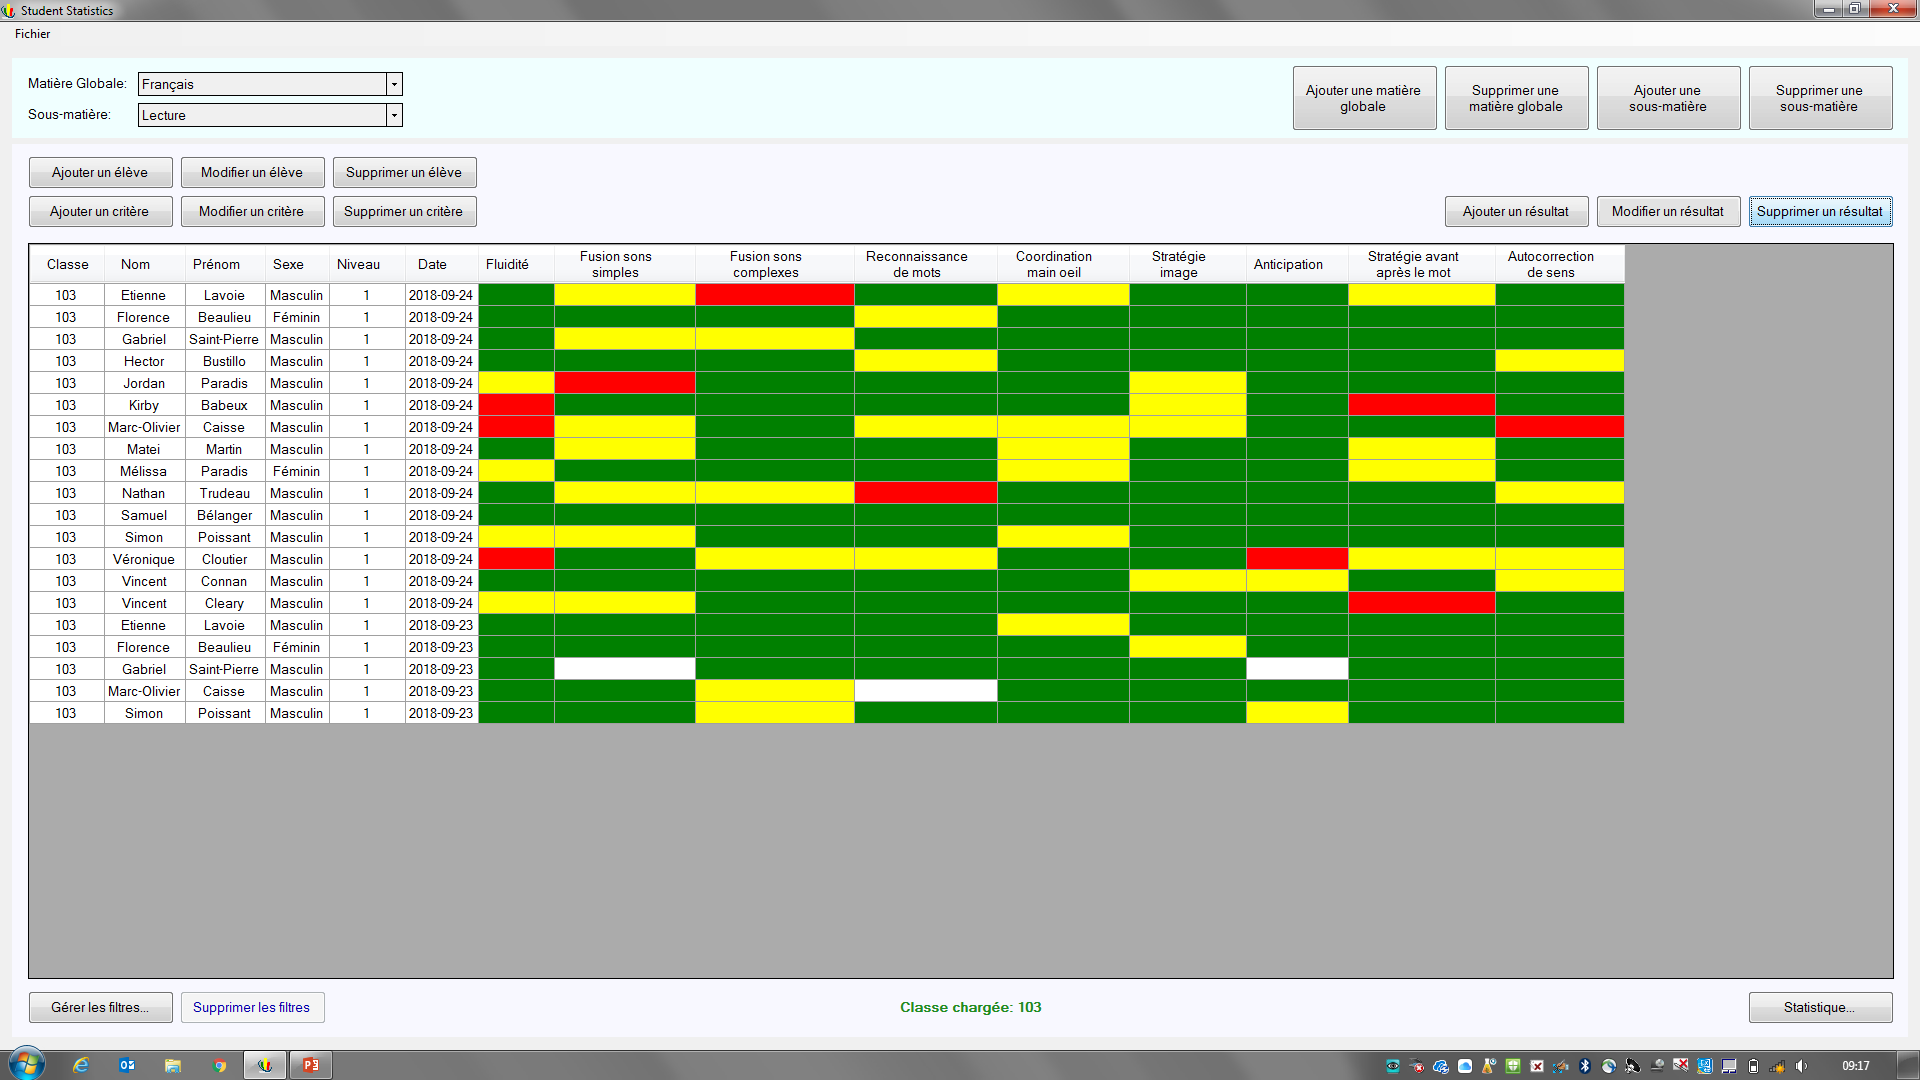 Student Statistics
Fichier
Matière Globale: Français
Sous-matière: Lecture
Ajouter une matière globale
Supprimer une matière globale
Ajouter une sous-matière
Supprimer une sous-matière
Ajouter un élève Modifier un élève Supprimer un élève
Ajouter un critère Modifier un critère Supprimer un critère
Ajouter un résultat Modifier un résultat Supprimer un résultat
Classe Nom Prénom Sexe Niveau Date Fluidité Fusion sons simples Fusion sons complexes Reconnaissance de mots Coordination main oeil Stratégie image Anticipation Stratégie avant après le mot Autocorrection de sens
103 Etienne Lavoie Masculin 1 2018-09-24
103 Florence Beaulieu Féminin 1 2018-09-24
103 Gabriel Saint-Pierre Masculin 1 2018-09-24
103 Hector Bustillo Masculin 1 2018-09-24
103 Jordan Paradis Masculin 1 2018-09-24
103 Kirby Babeux Masculin 1 2018-09-24
103 Marc-Olivier Caisse Masculin 1 2018-09-24
103 Matei Martin Masculin 1 2018-09-24
103 Mélissa Paradis Féminin 1 2018-09-24
103 Nathan Trudeau Masculin 1 2018-09-24
103 Samuel Bélanger Masculin 1 2018-09-24
103 Simon Poissant Masculin 1 2018-09-24
103 Véronique Cloutier Masculin 1 2018-09-24
103 Vincent Connan Masculin 1 2018-09-24
103 Vincent Cleary Masculin 1 2018-09-24
103 Etienne Lavoie Masculin 1 2018-09-23
103 Florence Beaulieu Féminin 1 2018-09-23
103 Gabriel Saint-Pierre Masculin 1 2018-09-23
103 Marc-Olivier Caisse Masculin 1 2018-09-23
103 Simon Poissant Masculin 1 2018-09-23
Gérer les filtres... Supprimer les filtres Classe chargée: 103 Statistique...
09:17